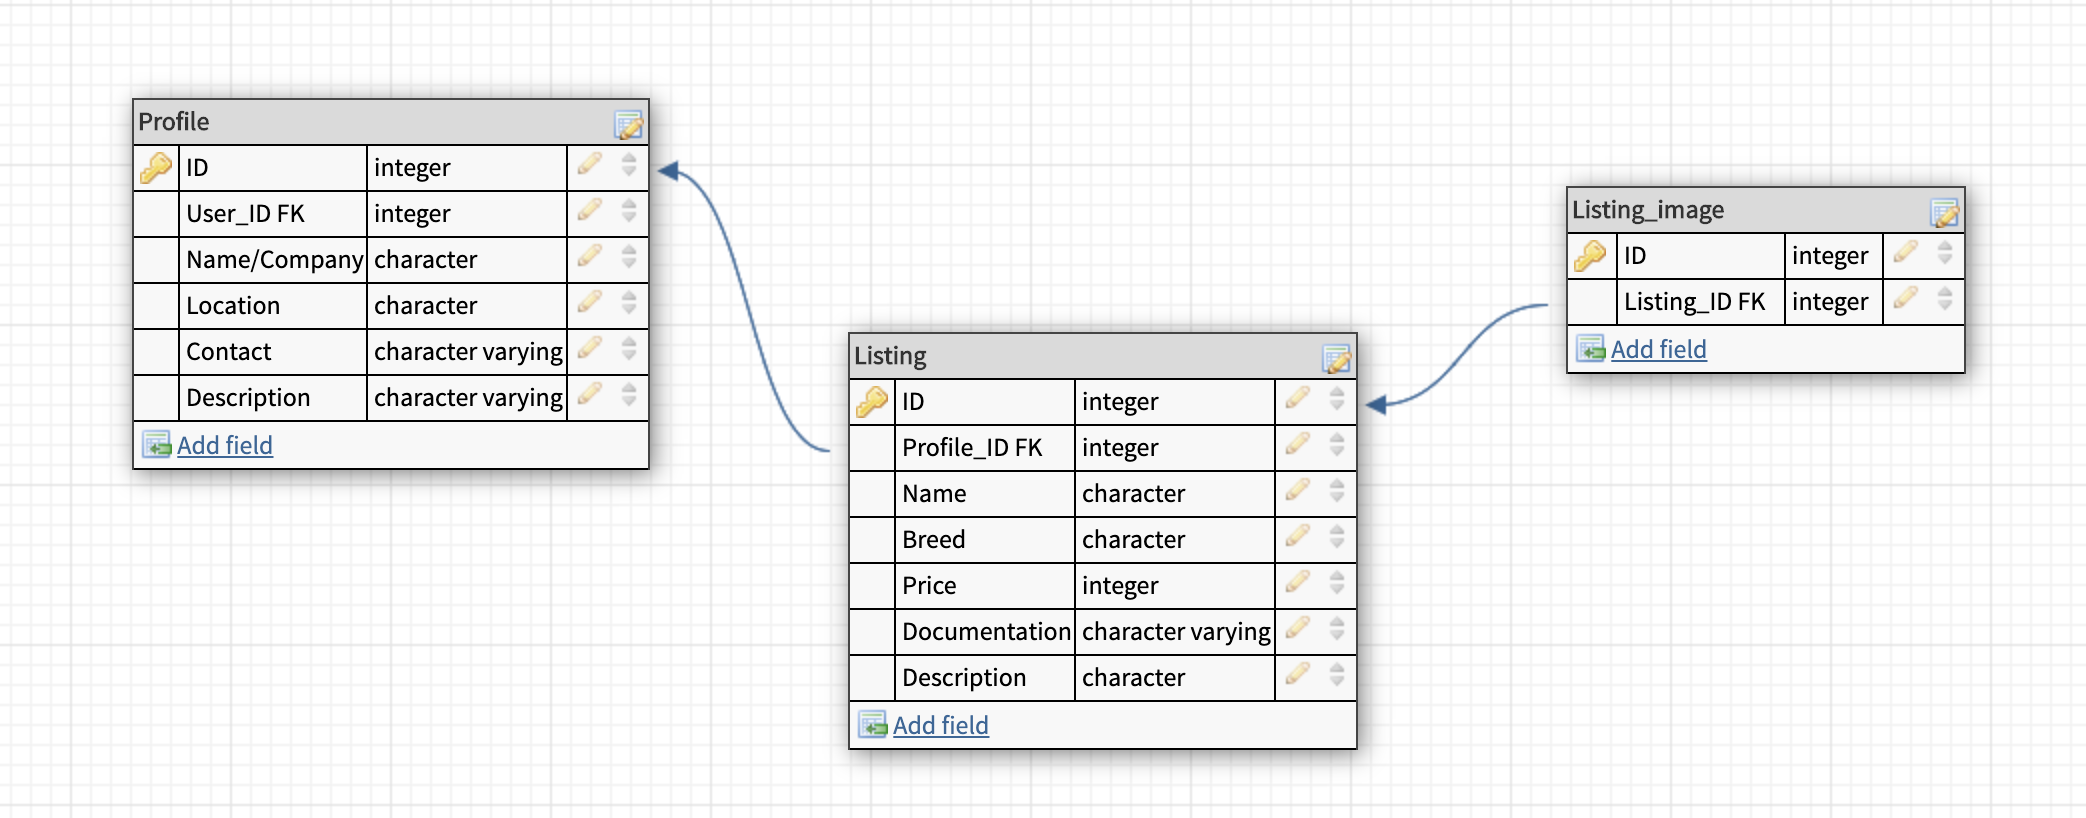 Profile
ID integer
User_ID FK integer
Name/Company character
Location character
Contact character varying
Description character varying
Add field
Listing
ID integer
Profile_ID FK integer
Name character
Breed character
Price integer
Documentation character varying
Description character
Add field
Listing_image
ID integer
Listing_ID FK integer
Add field